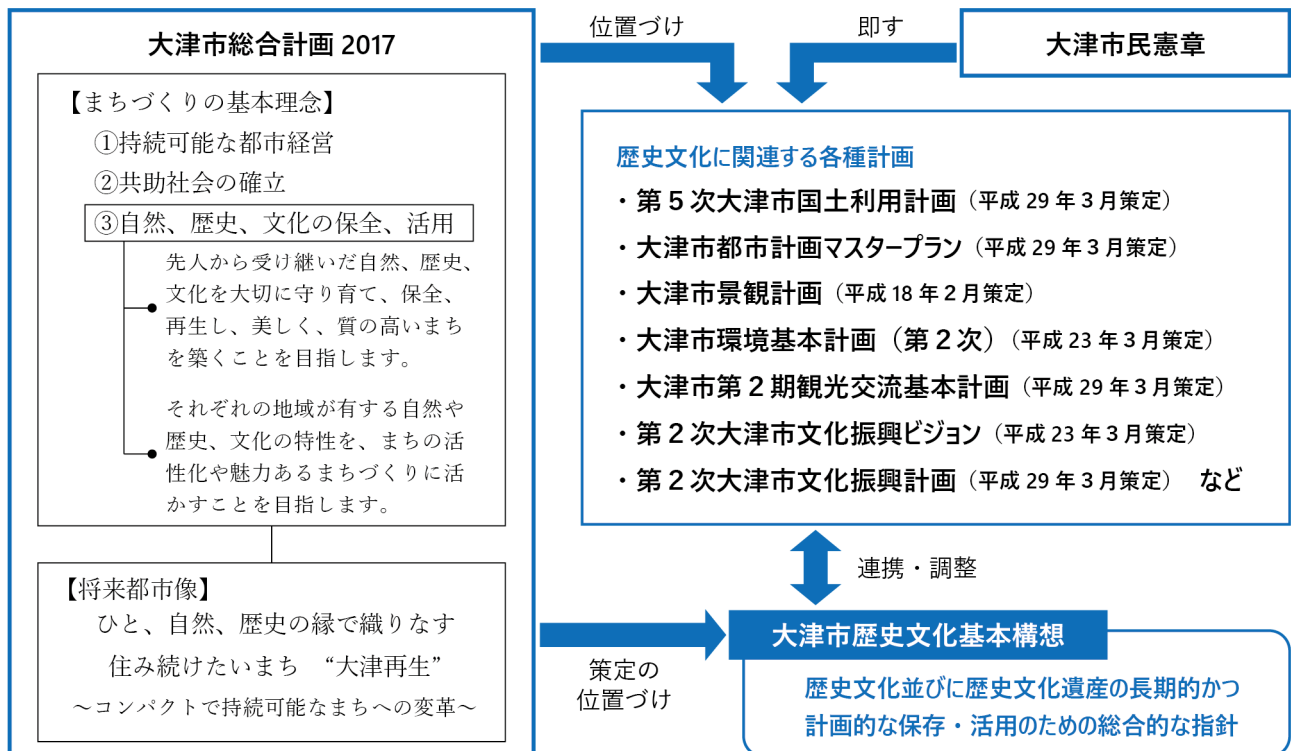 大津市総合計画 2017
【まちづくりの基本理念】
①持続可能な都市経営
②共助社会の確立
③自然、歴史、文化の保全、活用
先人から受け継いだ自然、歴史、
文化を大切に守り育て、保全、
再生し、美しく、質の高いまち
を築くことを目指します。
それぞれの地域が有する自然や
歴史、文化の特性を、まちの活
性化や魅力あるまちづくりに活
かすことを目指します。
【将来都市像】
ひと、自然、歴史の縁で織りなす
住み続けたいまち “大津再生”
～コンパクトで持続可能なまちへの変革～
位置づけ
即す
大津市民憲章
歴史文化に関連する各種計画
・第５次大津市国土利用計画（平成 29 年３月策定）
・大津市都市計画マスタープラン（平成 29 年３月策定）
・大津市景観計画（平成 18 年２月策定）
・大津市環境基本計画（第２次）（平成 23 年３月策定）
・大津市第２期観光交流基本計画（平成 29 年３月策定）
・第２次大津市文化振興ビジョン（平成 23 年３月策定）
・第２次大津市文化振興計画（平成 29 年３月策定） など
連携・調整
策定の
位置づけ
大津市歴史文化基本構想
歴史文化並びに歴史文化遺産の長期的かつ
計画的な保存・活用のための総合的な指針